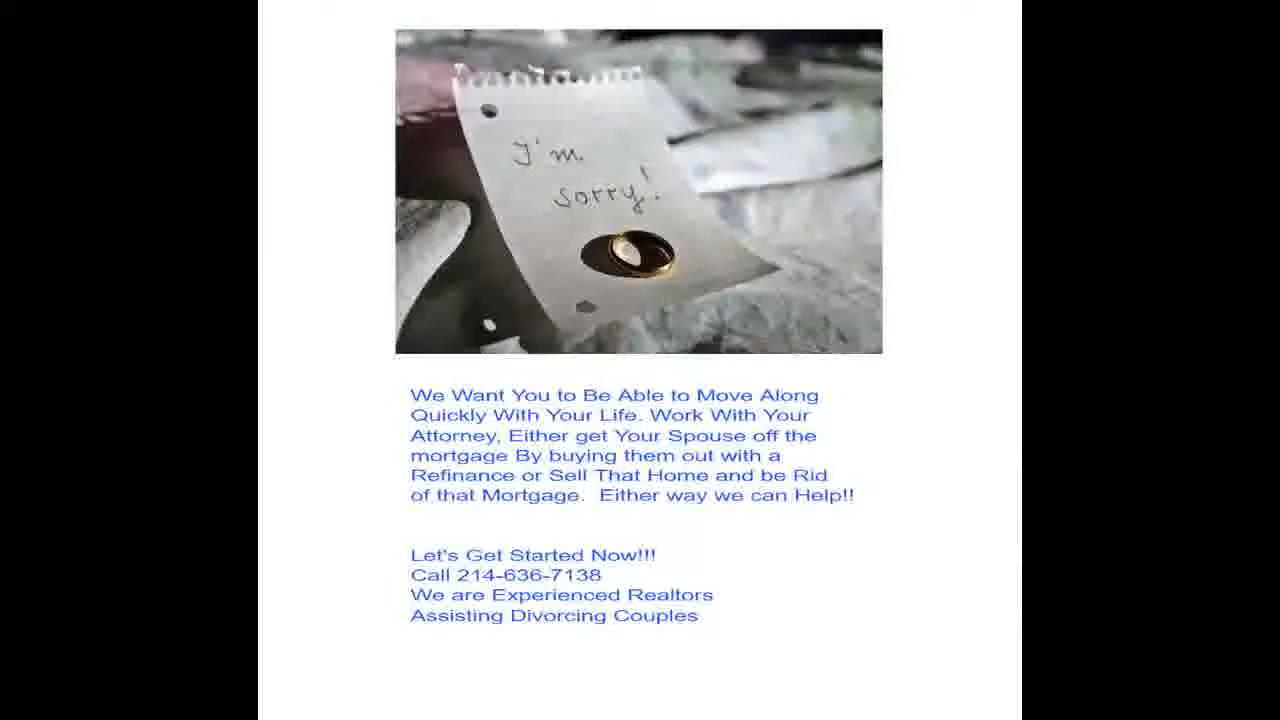 I'm
sorry!
We Want You to Be Able to Move Along
Quickly With Your Life. Work With Your
Attorney, Either get Your Spouse off the
mortgage By buying them out with a
Refinance or Sell That Home and be Rid
of that Mortgage.  Either way we can Help!!
Let's Get Started Now!!!
Call 214-636-7138
We are Experienced Realtors
Assisting Divorcing Couples